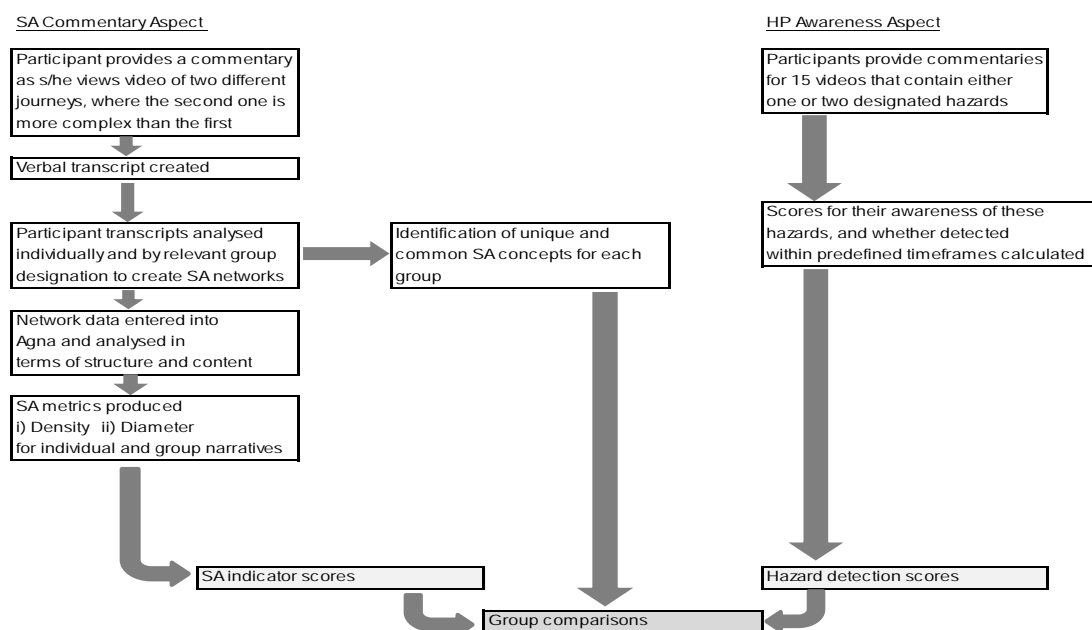 SA Commentary Aspect
Participant provides a commentary
as s/he views video of two different
journeys, where the second one is
more complex than the first
Verbal transcript created
Participant transcripts analysed
individually and by relevant group
designation to create SA networks
Network data entered into
Agna and analysed in
terms of structure and content
SA metrics produced
i) Density  ii) Diameter
for individual and group narratives
Identification of unique and
common SA concepts for each
group
SA indicator scores
HP Awareness Aspect
Participants provide commentaries
for 15 videos that contain either
one or two designated hazards
Scores for their awareness of these
hazards, and whether detected
within predefined timeframes calculated
Hazard detection scores
Group comparisons